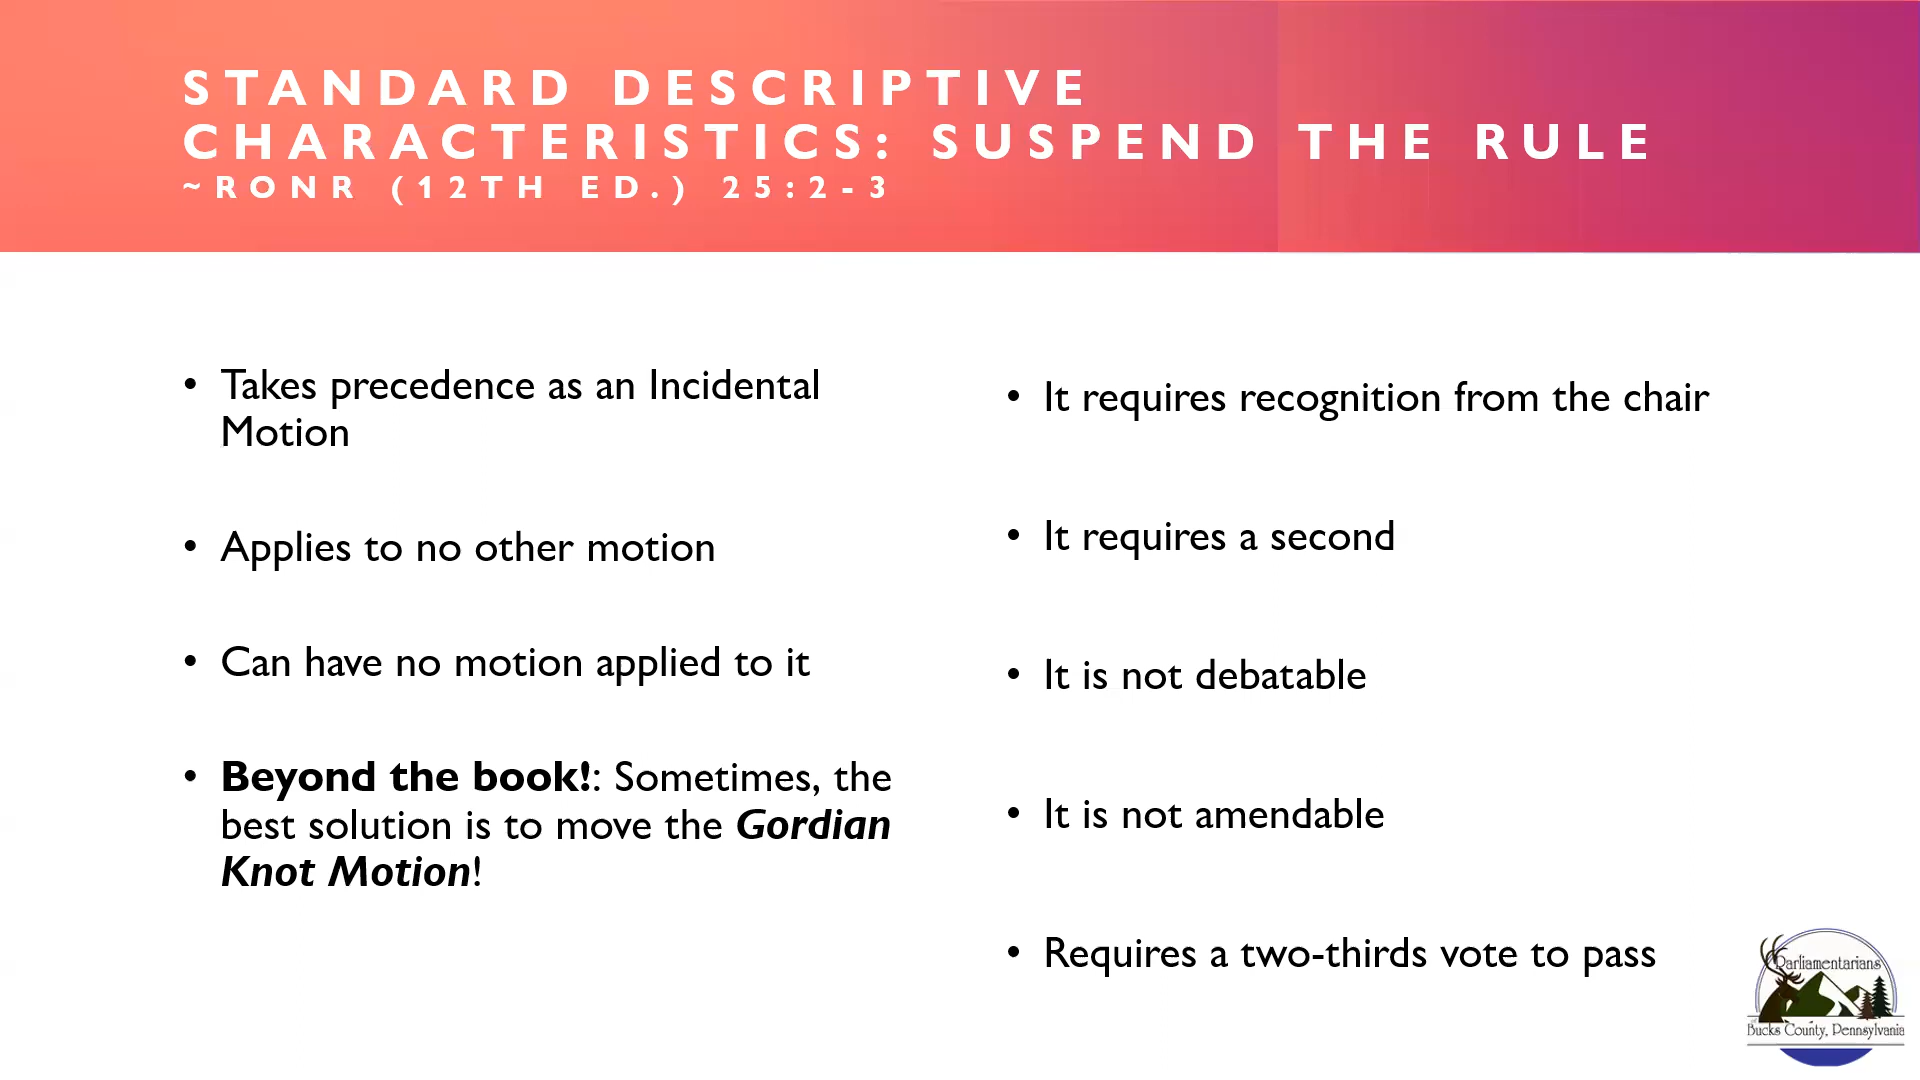 STANDARD DESCRIPTIVE
CHARACTERISTICS: SUSPEND THE RULE
~RONR (12TH ED.) 25:2-3
• Takes precedence as an Incidental
Motion
• Applies to no other motion
• Can have no motion applied to it
• Beyond the book!: Sometimes, the
best solution is to move the Gordian
Knot Motion!
• It requires recognition from the chair
• It requires a second
• It is not debatable
• It is not amendable
• Requires a two-thirds vote to pass
Parliamentarians
Bucks County, Pennsylvania